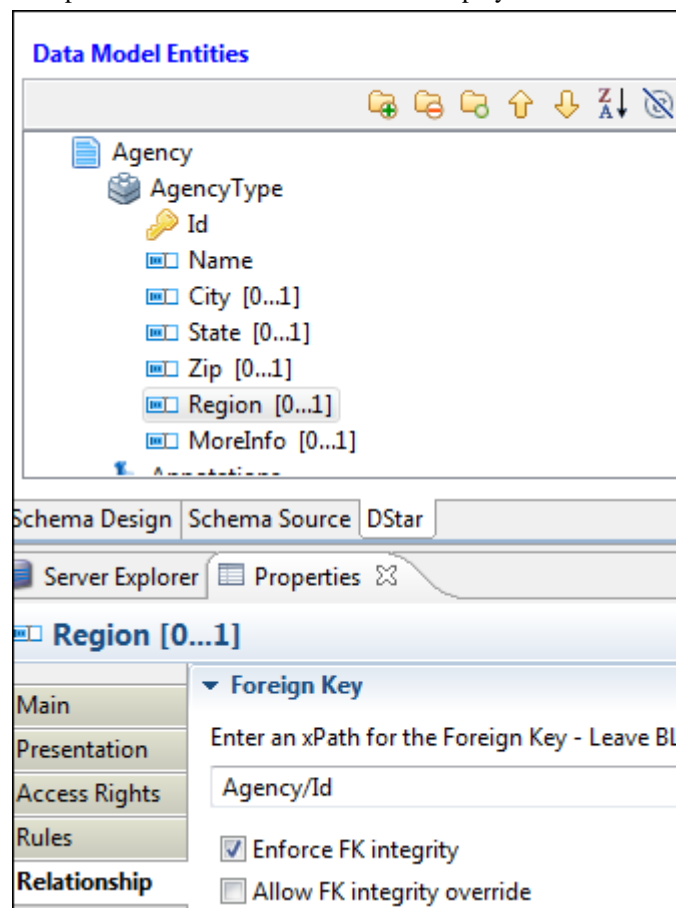 Data Model Entities
Z
A
Agency
AgencyType
Id
Name
City [0...1]
State [0...1]
Zip [0...1]
Region [0...1]
MoreInfo [0...1]
Schema Design Schema Source DStar
Server Explorer Properties
Region [0...1]
Main
Presentation
Access Rights
Rules
Relationship
Foreign Key
Enter an xPath for the Foreign Key - Leave BL
Agency/Id
Enforce FK integrity
Allow FK integrity override